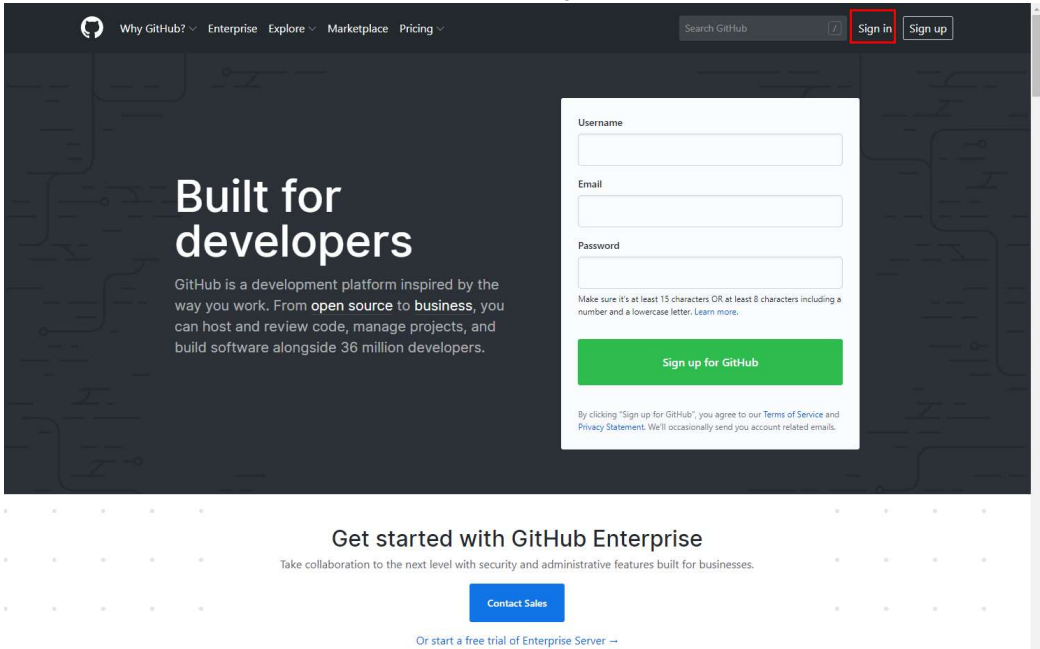 Why GitHub? Enterprise Explore Marketplace Pricing Search GitHub / Sign in Sign up
Built for
developers
GitHub is a development platform inspired by the
way you work. From open source to business, you
can host and review code, manage projects, and
build software alongside 36 million developers.
Username
Email
Password
Make sure it's at least 15 characters OR at least 8 characters including a
number and a lowercase letter. Learn more.
Sign up for GitHub
By clicking "Sign up for GitHub", you agree to our Terms of Service and
Privacy Statement. We'll occasionally send you account related emails.
Get started with GitHub Enterprise
Take collaboration to the next level with security and administrative features built for businesses.
Contact Sales
Or start a free trial of Enterprise Server →